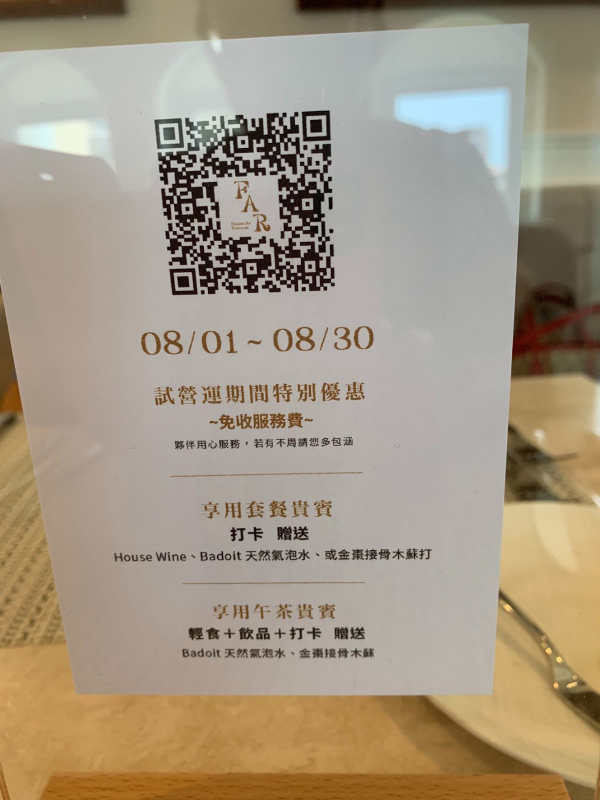 F
A
R
08/01~08/30
試營運期間特別優惠
~免收服務費~
夥伴用心服務，若有不周請您多包涵
享用套餐貴賓
打卡 贈送
House Wine、Badoit 天然氣泡水、或金棗接骨木蘇打
享用午茶貴賓
輕食＋飲品＋打卡 贈送
Badoit 天然氣泡水、金棗接骨木蘇